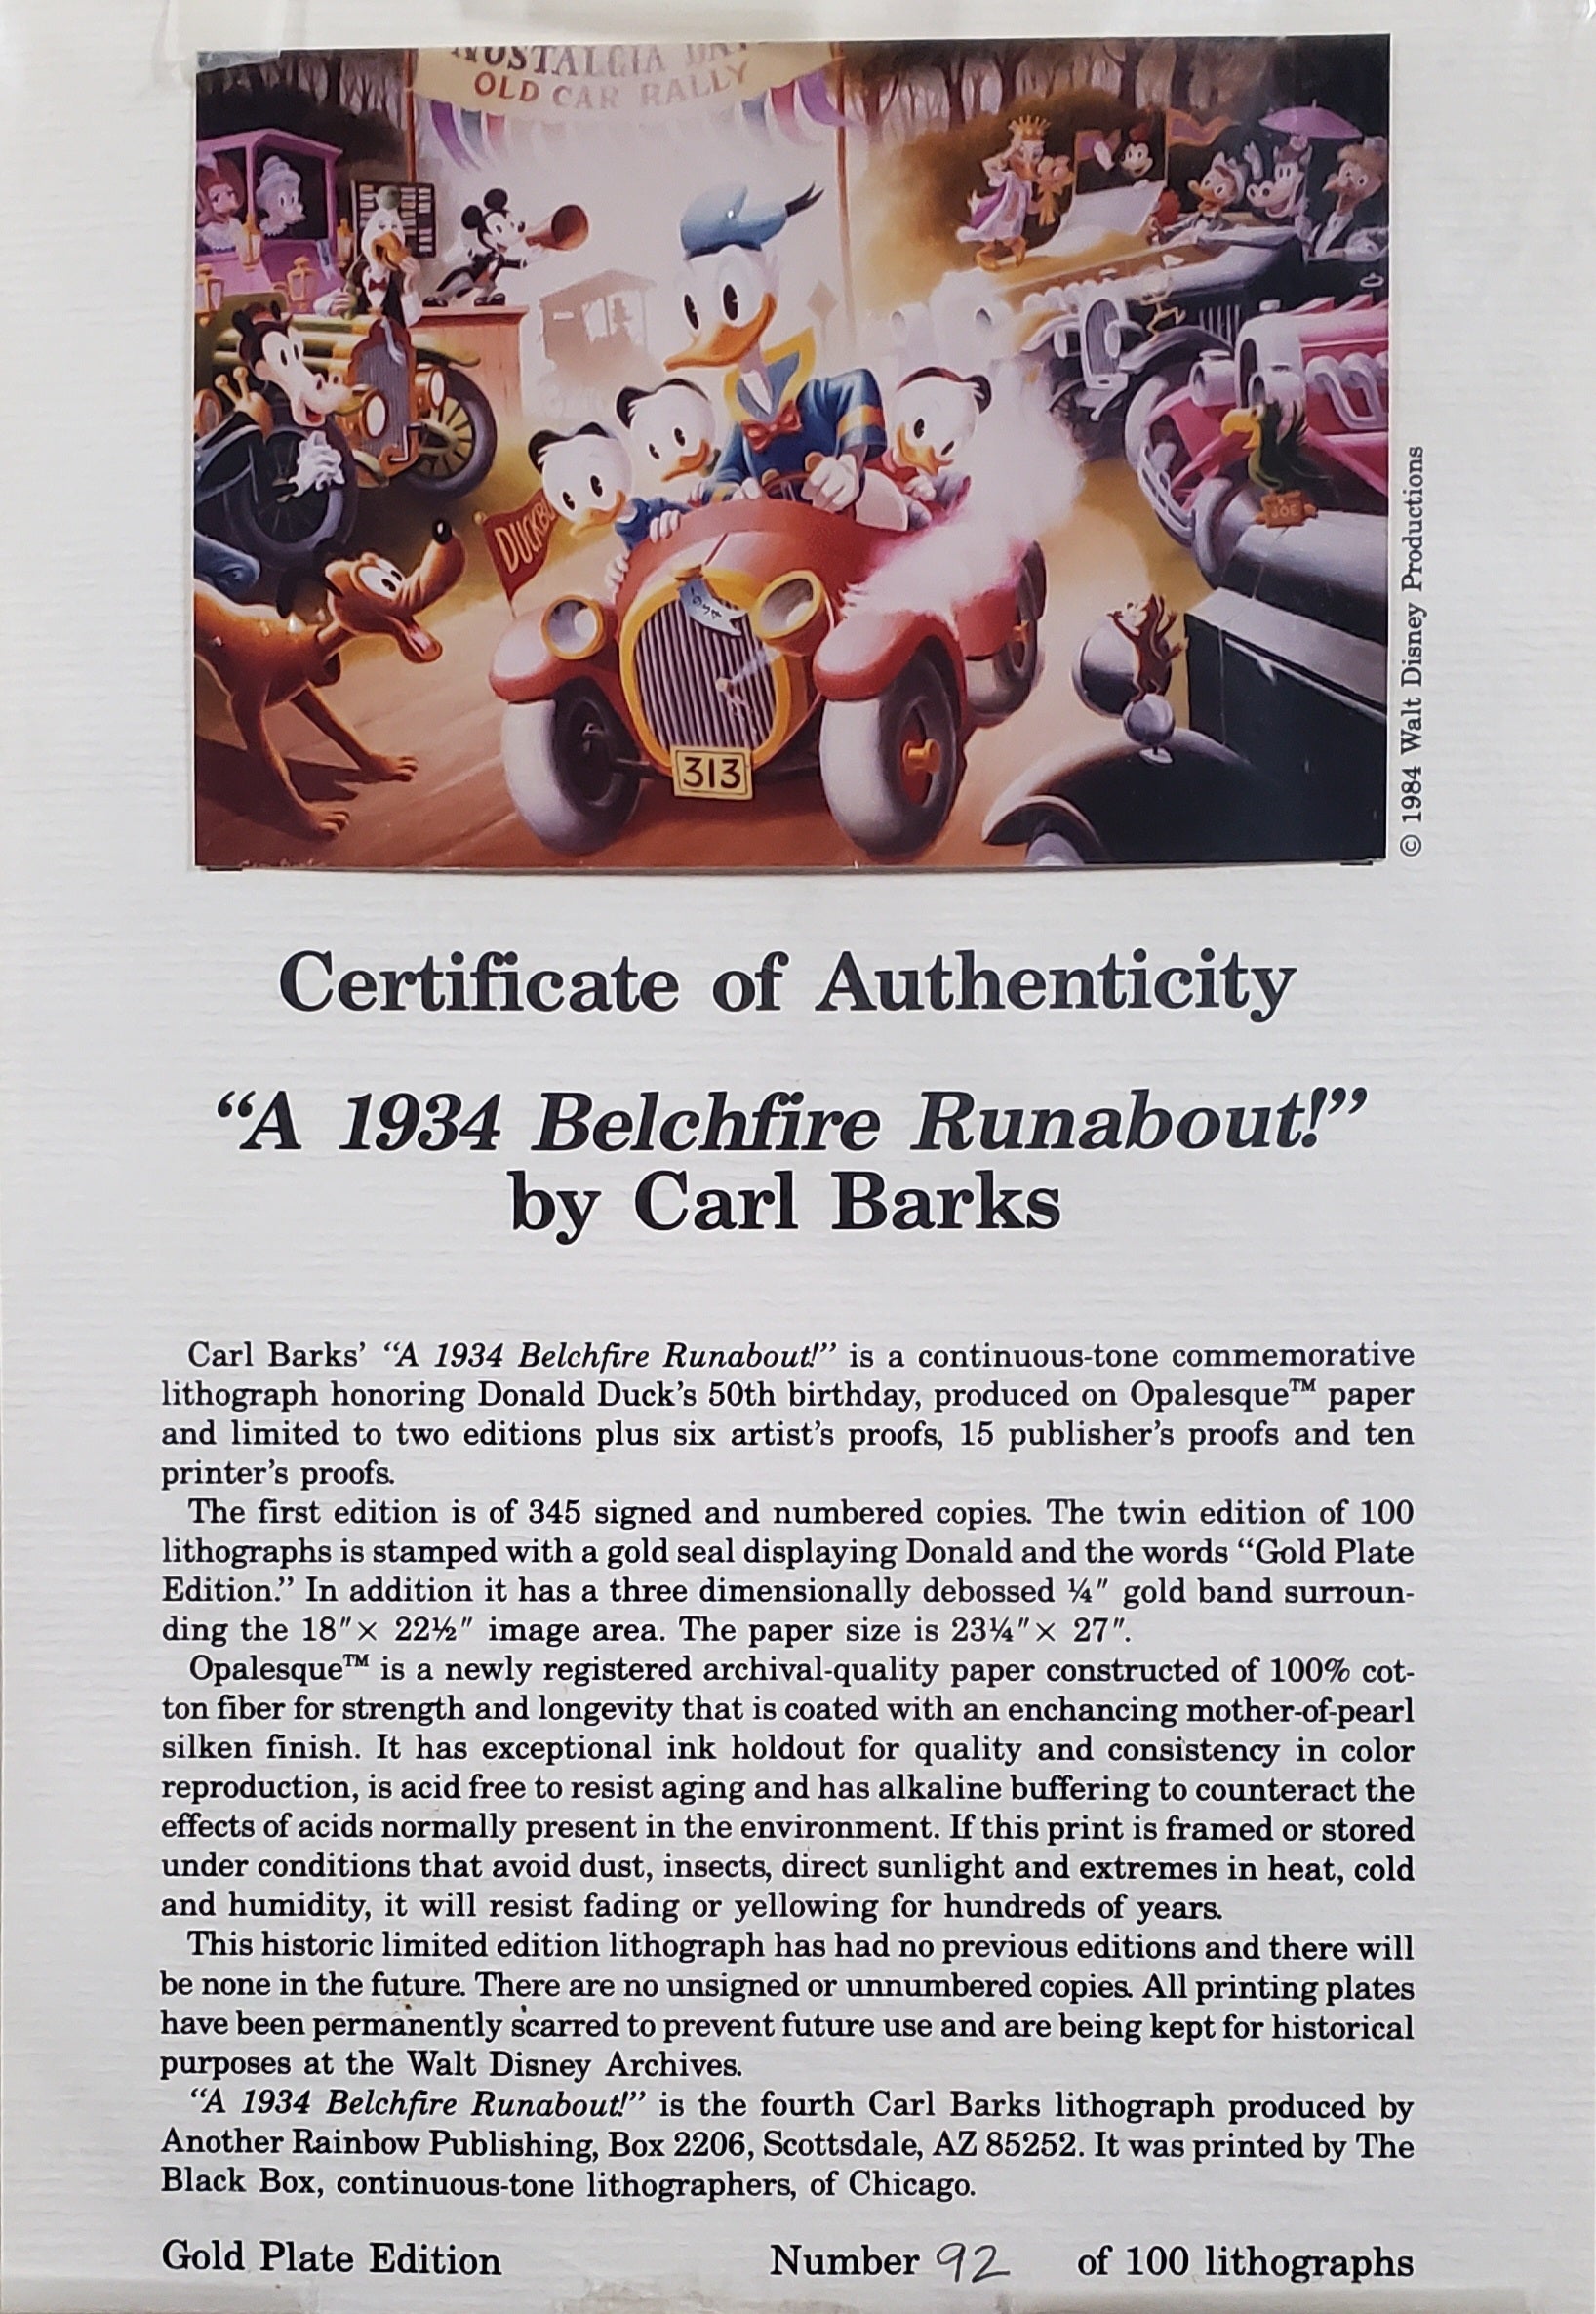 NOSTALGIA
OLD CAR RALLY
313
JOE
© 1984 Walt Disney Productions
Certificate of Authenticity
“A 1934 Belchfire Runabout!”
by Carl Barks
Carl Barks’ “A 1934 Belchfire Runabout!” is a continuous-tone commemorative
lithograph honoring Donald Duck’s 50th birthday, produced on Opalesque™ paper
and limited to two editions plus six artist’s proofs, 15 publisher’s proofs and ten
printer’s proofs.
The first edition is of 345 signed and numbered copies. The twin edition of 100
lithographs is stamped with a gold seal displaying Donald and the words “Gold Plate
Edition.” In addition it has a three dimensionally debossed ¼″ gold band surroun-
ding the 18″× 22½″ image area. The paper size is 23¼″× 27″.
Opalesque™ is a newly registered archival-quality paper constructed of 100% cot-
ton fiber for strength and longevity that is coated with an enchanting mother-of-pearl
silken finish. It has exceptional ink holdout for quality and consistency in color
reproduction, is acid free to resist aging and has alkaline buffering to counteract the
effects of acids normally present in the environment. If this print is framed or stored
under conditions that avoid dust, insects, direct sunlight and extremes in heat, cold
and humidity, it will resist fading or yellowing for hundreds of years.
This historic limited edition lithograph has had no previous editions and there will
be none in the future. There are no unsigned or unnumbered copies. All printing plates
have been permanently scarred to prevent future use and are being kept for historical
purposes at the Walt Disney Archives.
“A 1934 Belchfire Runabout!” is the fourth Carl Barks lithograph produced by
Another Rainbow Publishing, Box 2206, Scottsdale, AZ 85252. It was printed by The
Black Box, continuous-tone lithographers, of Chicago.
Gold Plate Edition Number 92 of 100 lithographs